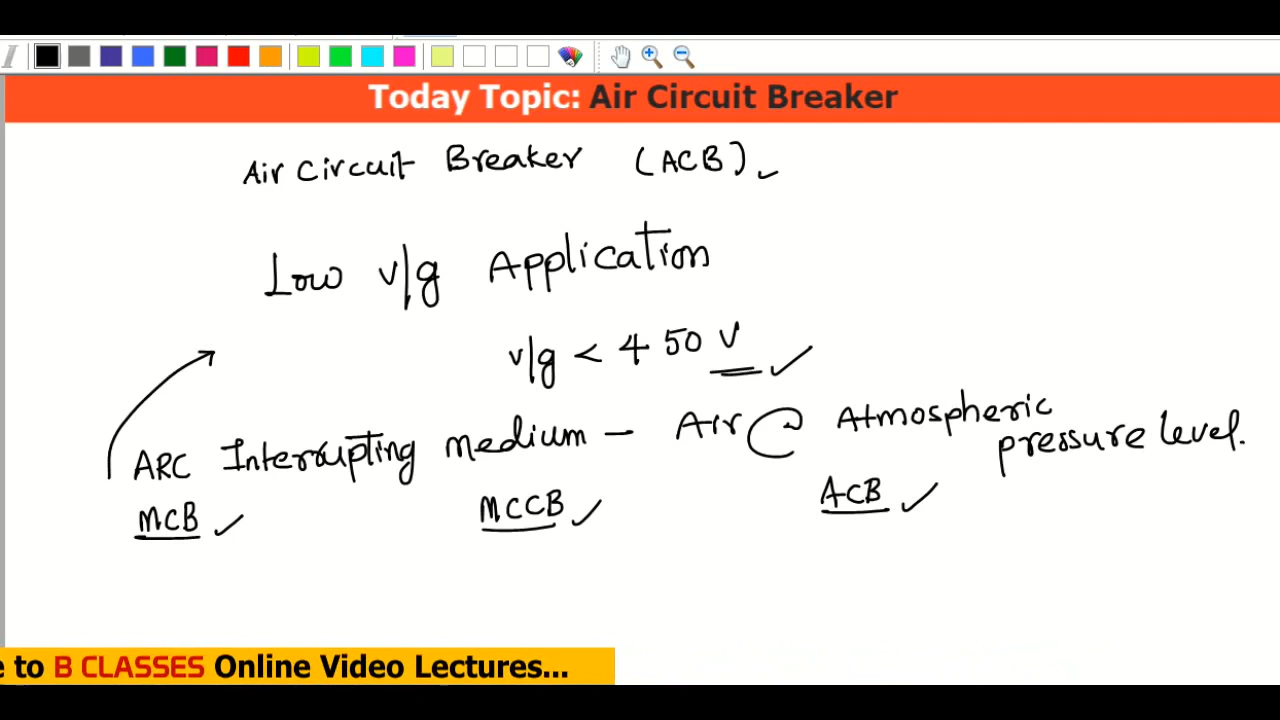 Today Topic: Air Circuit Breaker
Air Circuit Breaker (ACB)
Low v/g Application
v/g < 450 V
ARC Interrupting medium - Air @ Atmospheric
pressure level.
MCB MCCB ACB
e to B CLASSES Online Video Lectures...